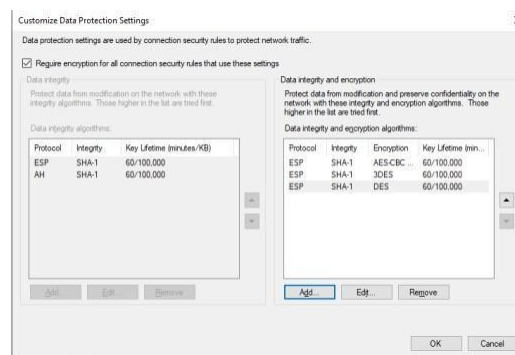 Customize Data Protection Settings
Data protection settings are used by connection security rules to protect network traffic.
Require encryption for all connection security rules that use these settings
Data integrity
Protect data from modification on the network with these
integrity algorithms. Those higher in the list are tried first.
Data integrity algorithms:
Protocol Integrity Key Lifetime (minutes/KB)
ESP SHA-1 60/100,000
AH SHA-1 60/100,000
Add... Edit... Remove
Data integrity and encryption
Protect data from modification and preserve confidentiality on the
network with these integrity and encryption algorithms. Those
higher in the list are tried first.
Data integrity and encryption algorithms:
Protocol Integrity Encryption Key Lifetime (min...
ESP SHA-1 AES-CBC ... 60/100,000
ESP SHA-1 3DES 60/100,000
ESP SHA-1 DES 60/100,000
Add... Edit... Remove
OK Cancel